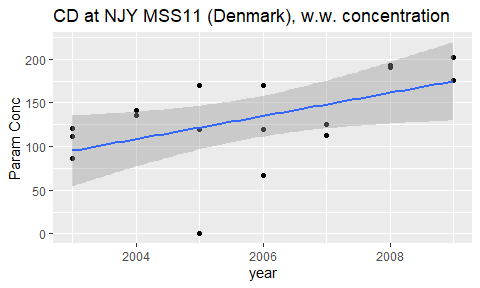 CD at NJY MSS11 (Denmark), w.w. concentration
200
150
100
50
0
Param Conc
2004
2006
2008
year